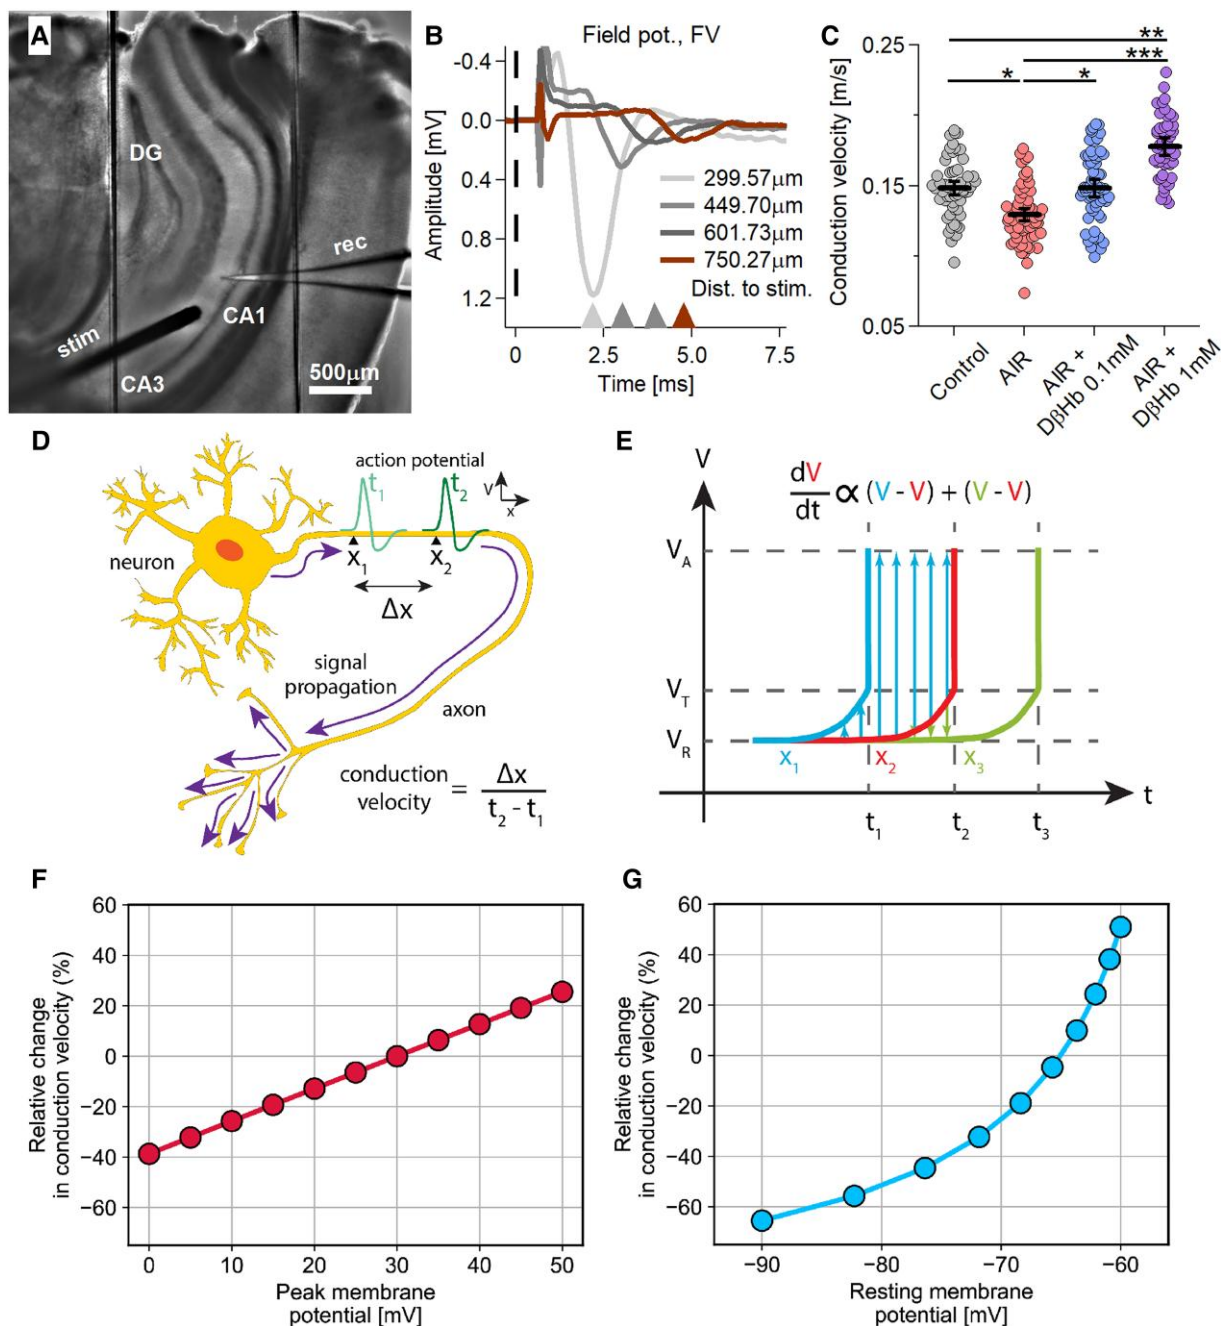 A
DG
rec
CA1
stim
CA3
500μm
B
Field pot., FV
Amplitude [mV]
-0.4
0.0
0.4
0.8
1.2
299.57μm
449.70μm
601.73μm
750.27μm
Dist. to stim.
0
2.5
5.0
7.5
Time [ms]
C
Conduction velocity [m/s]
0.25
0.15
0.05
**
***
*
*
Control
AIR
AIR +
DβHb 0.1mM
AIR +
DβHb 1mM
D
action potential
t1
t2
V
x
neuron
x1
x2
Δx
signal
propagation
axon
conduction
velocity
= Δx
t2 - t1
E
V
dV
dt
∝ (V - V) + (V - V)
VA
VT
VR
x1
x2
x3
t
t1
t2
t3
F
Relative change
in conduction velocity (%)
60
40
20
0
−20
−40
−60
0
10
20
30
40
50
Peak membrane
potential [mV]
G
Relative change
in conduction velocity (%)
60
40
20
0
−20
−40
−60
−90
−80
−70
−60
Resting membrane
potential [mV]